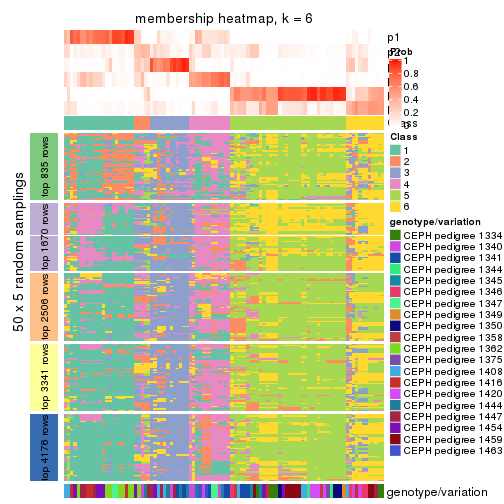 membership heatmap, k = 6
p1
p2
Prob
1
0.8
0.6
0.4
0.2
0
Class
1
2
3
4
5
6
50 x 5 random samplings
top 835 rows
top 1670 rows
top 2506 rows
top 3341 rows
top 4176 rows
genotype/variation
CEPH pedigree 1334
CEPH pedigree 1340
CEPH pedigree 1341
CEPH pedigree 1344
CEPH pedigree 1345
CEPH pedigree 1346
CEPH pedigree 1347
CEPH pedigree 1349
CEPH pedigree 1350
CEPH pedigree 1358
CEPH pedigree 1362
CEPH pedigree 1375
CEPH pedigree 1408
CEPH pedigree 1416
CEPH pedigree 1420
CEPH pedigree 1444
CEPH pedigree 1447
CEPH pedigree 1454
CEPH pedigree 1459
CEPH pedigree 1463
genotype/variation